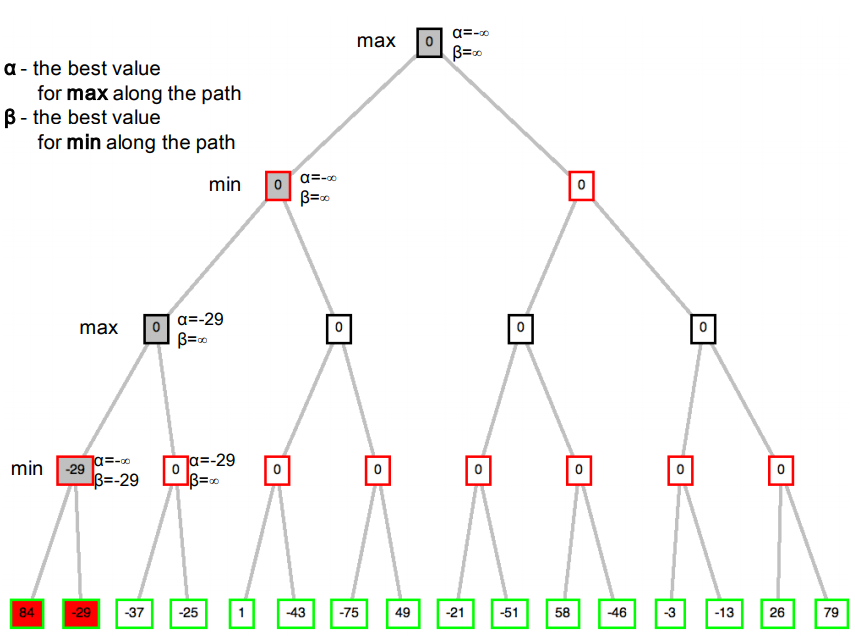 max 0 α=-∞
β=∞
α - the best value
for max along the path
β - the best value
for min along the path
min 0 α=-∞ 0
β=∞
max 0 α=-29 0 0 0
β=∞
min -29 α=-∞ 0 α=-29 0 0 0 0 0 0
β=-29 β=∞
84 -29 -37 -25 1 -43 -75 49 -21 -51 58 -46 -3 -13 26 79